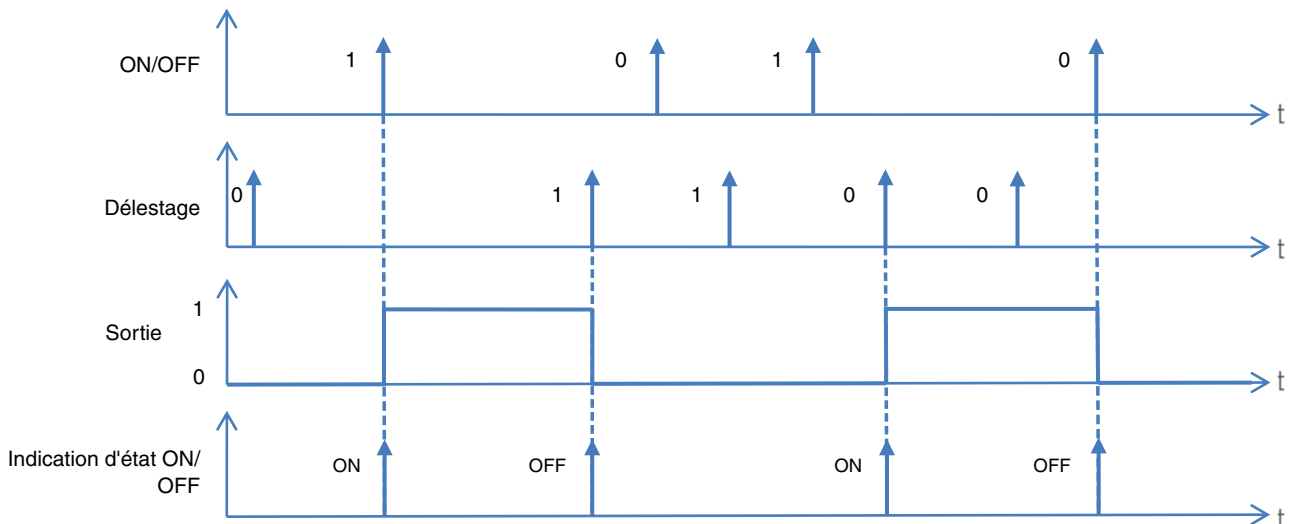 ON/OFF
1
0
1
0
t
Délestage
0
1
1
0
0
t
Sortie
1
0
t
Indication d'état ON/
OFF
ON
OFF
ON
OFF
t